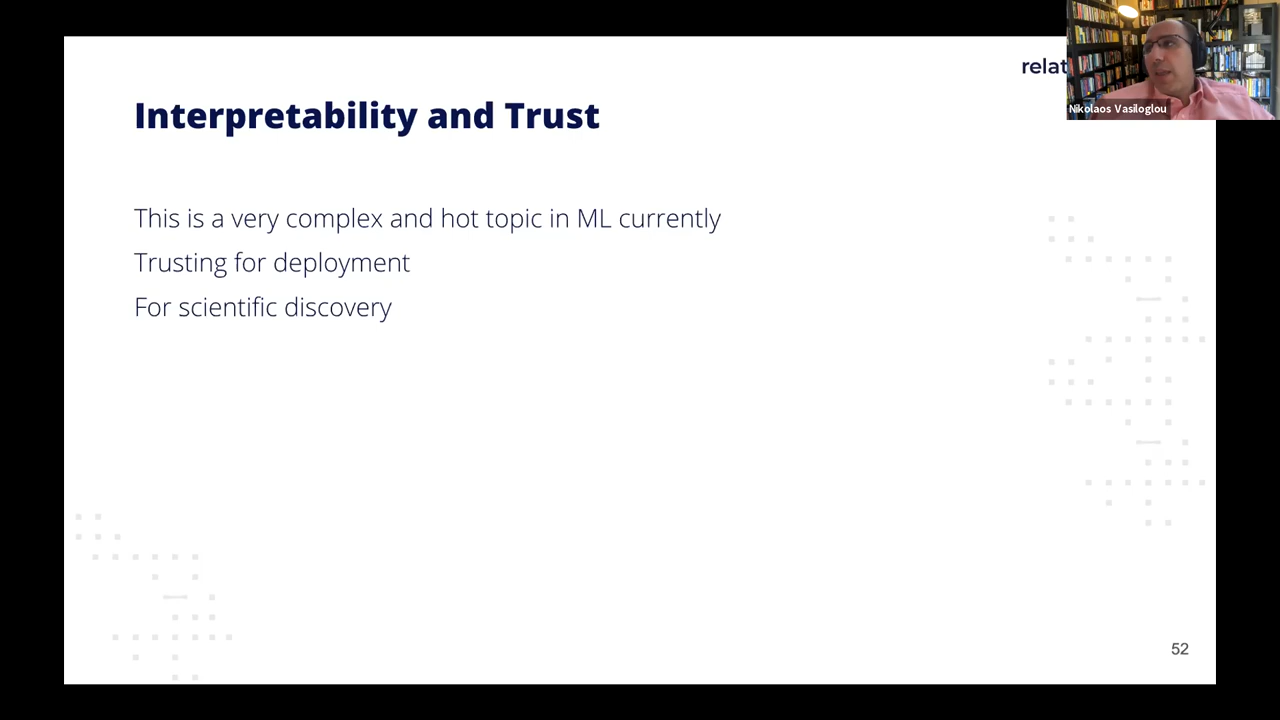 relat
Nikolaos Vasiloglou
Interpretability and Trust
This is a very complex and hot topic in ML currently
Trusting for deployment
For scientific discovery
52